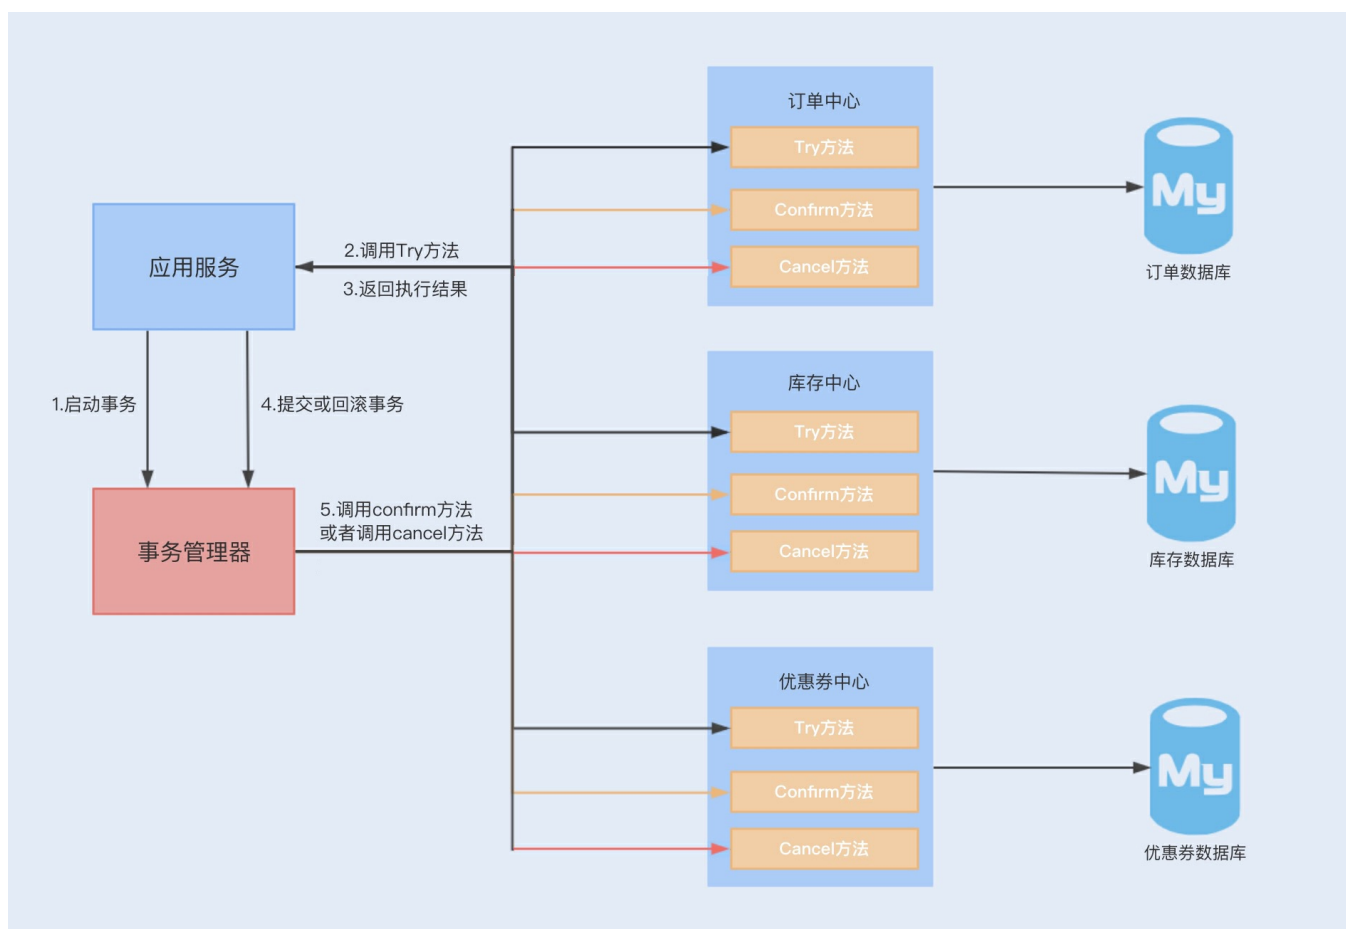 订单中心
Try方法
Confirm方法
Cancel方法
My
订单数据库
应用服务
2.调用Try方法
3.返回执行结果
1.启动事务
4.提交或回滚事务
库存中心
Try方法
Confirm方法
Cancel方法
My
库存数据库
事务管理器
5.调用confirm方法
或者调用cancel方法
优惠券中心
Try方法
Confirm方法
Cancel方法
My
优惠券数据库